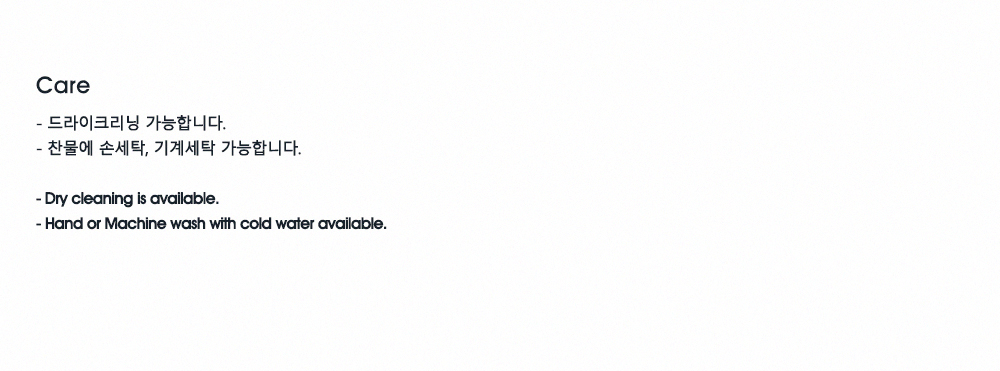 Care
- 드라이크리닝 가능합니다.
- 찬물에 손세탁, 기계세탁 가능합니다.
- Dry cleaning is available.
- Hand or Machine wash with cold water available.